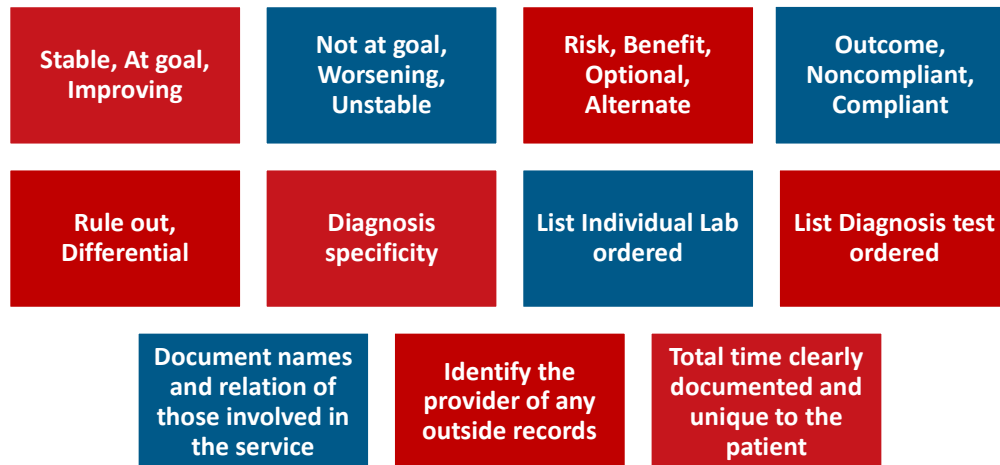 Stable, At goal,
Improving
Not at goal,
Worsening,
Unstable
Risk, Benefit,
Optional,
Alternate
Outcome,
Noncompliant,
Compliant
Rule out,
Differential
Diagnosis
specificity
List Individual Lab
ordered
List Diagnosis test
ordered
Document names
and relation of
those involved in
the service
Identify the
provider of any
outside records
Total time clearly
documented and
unique to the
patient